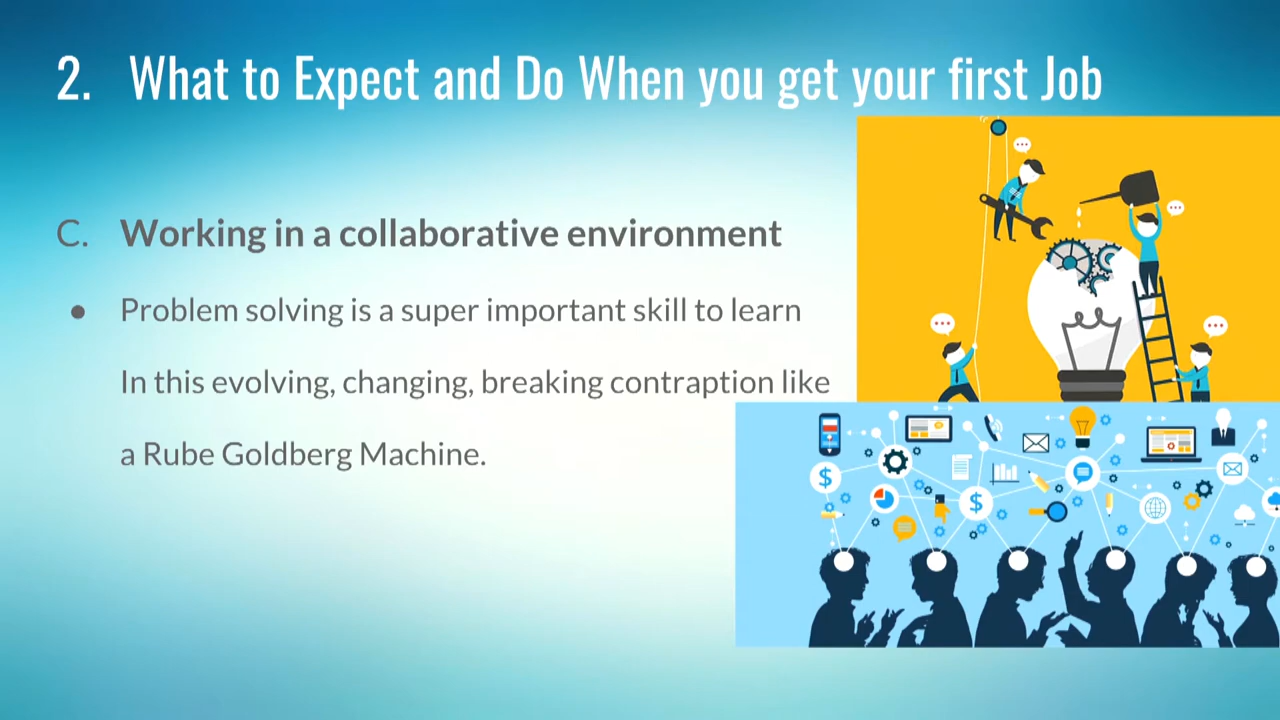 2. What to Expect and Do When you get your first Job
C. Working in a collaborative environment
● Problem solving is a super important skill to learn
In this evolving, changing, breaking contraption like
a Rube Goldberg Machine.
$
$